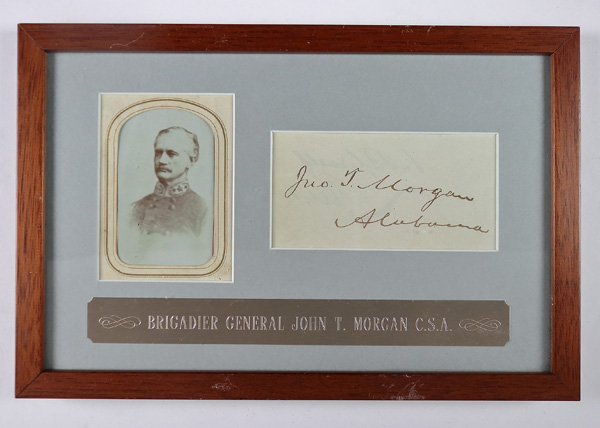 Jno. T. Morgan
Alabama
BRIGADIER GENERAL JOHN T. MORGAN C.S.A.